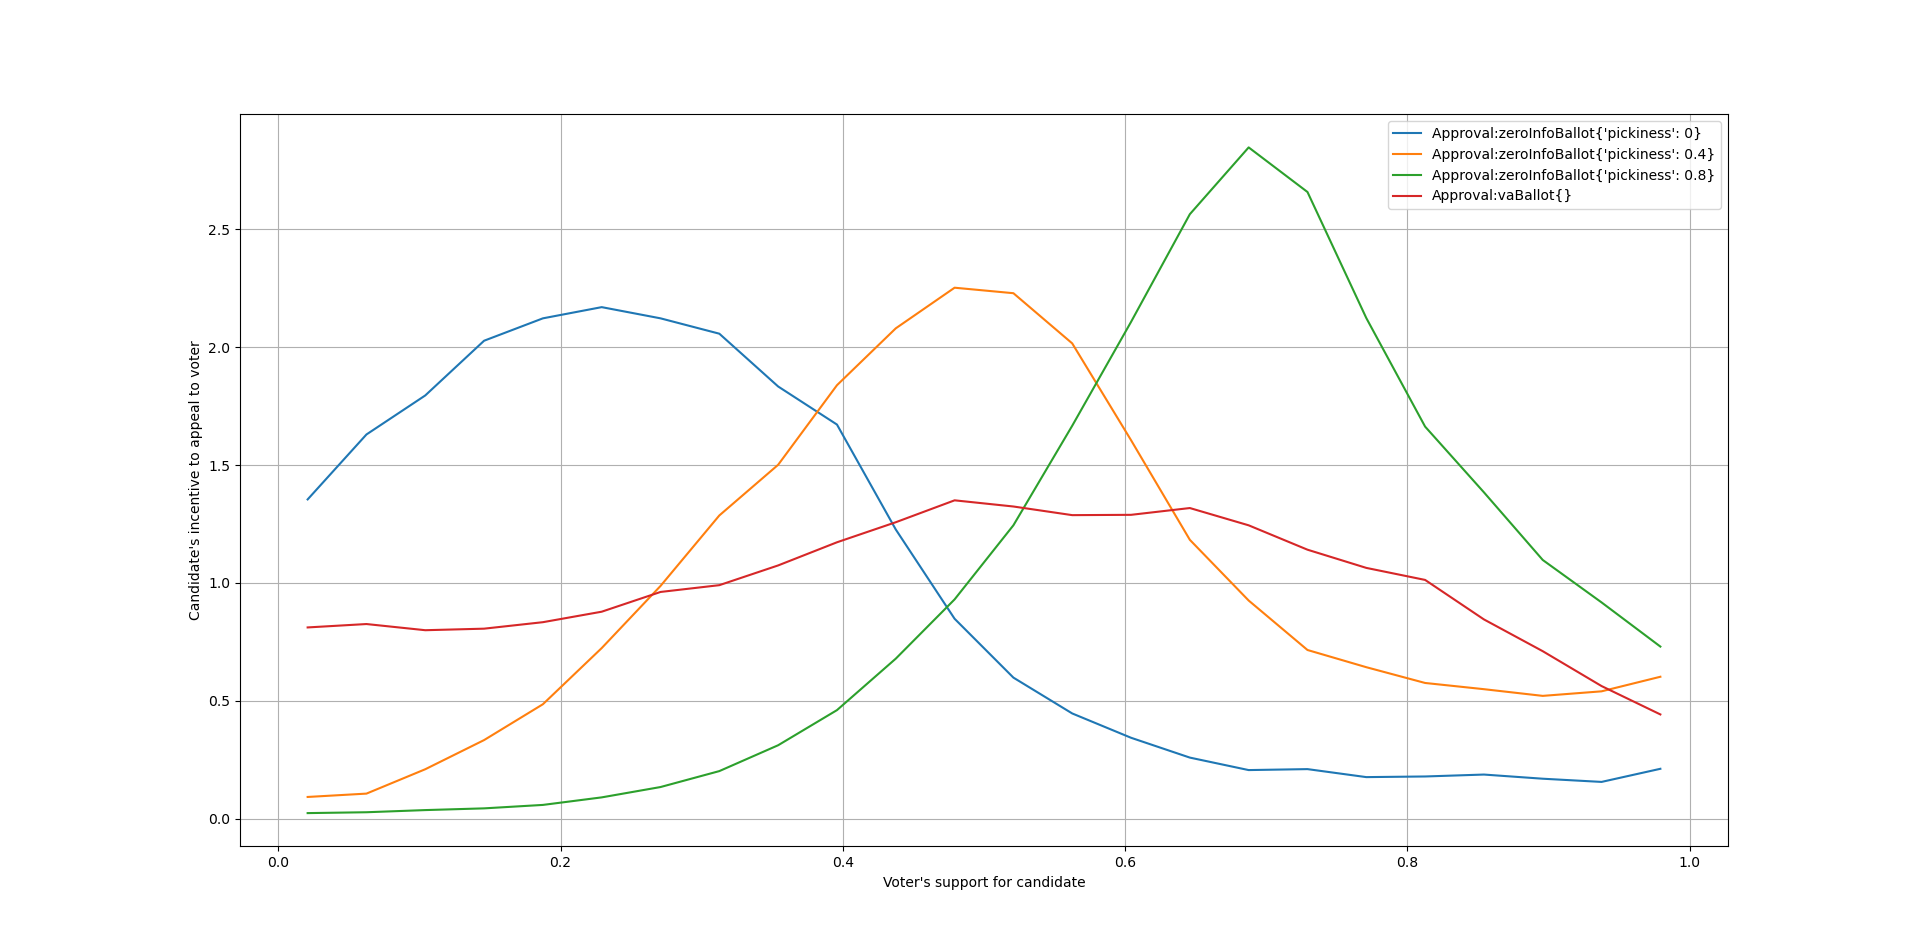 Approval:zeroInfoBallot{'pickiness': 0}
Approval:zeroInfoBallot{'pickiness': 0.4}
Approval:zeroInfoBallot{'pickiness': 0.8}
Approval:vaBallot{}
Candidate's incentive to appeal to voter
2.5
2.0
1.5
1.0
0.5
0.0
0.0 0.2 0.4 0.6 0.8 1.0
Voter's support for candidate